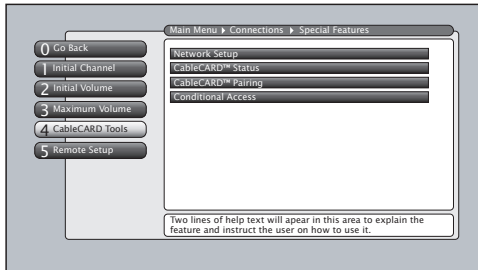 Main Menu ▸ Connections ▸ Special Features
0 Go Back
1 Initial Channel
2 Initial Volume
3 Maximum Volume
4 CableCARD Tools
5 Remote Setup
Network Setup
CableCARD™ Status
CableCARD™ Pairing
Conditional Access
Two lines of help text will apear in this area to explain the
feature and instruct the user on how to use it.